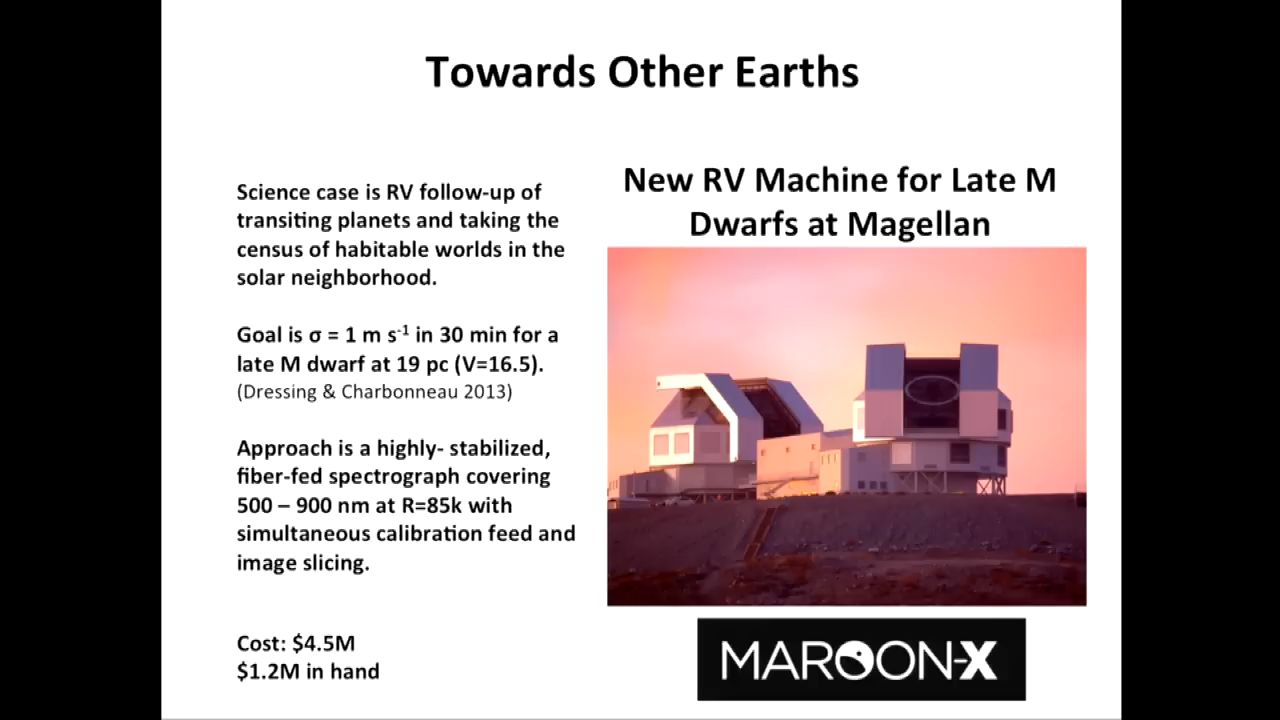 Towards Other Earths
Science case is RV follow-up of
transiting planets and taking the
census of habitable worlds in the
solar neighborhood.
Goal is σ = 1 m s⁻¹ in 30 min for a
late M dwarf at 19 pc (V=16.5).
(Dressing & Charbonneau 2013)
Approach is a highly- stabilized,
fiber-fed spectrograph covering
500 – 900 nm at R=85k with
simultaneous calibration feed and
image slicing.
Cost: $4.5M
$1.2M in hand
New RV Machine for Late M
Dwarfs at Magellan
MAROON-X